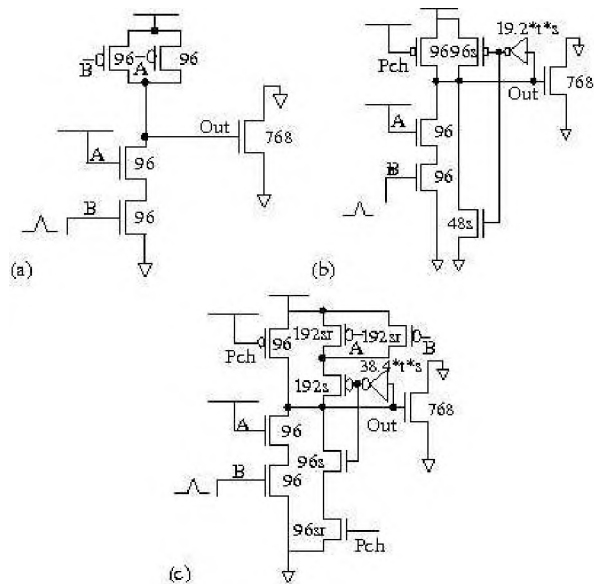 96 96
B A
Out
768
A 96
B 96
(a)
19.2*t*s
96 96s
Pch
Out
768
A 96
B 96
48s
(b)
192sr 192sr
96 A B
Pch
192s 38.4*t*s
Out
768
A 96
B 96
96s
96sr
Pch
(c)